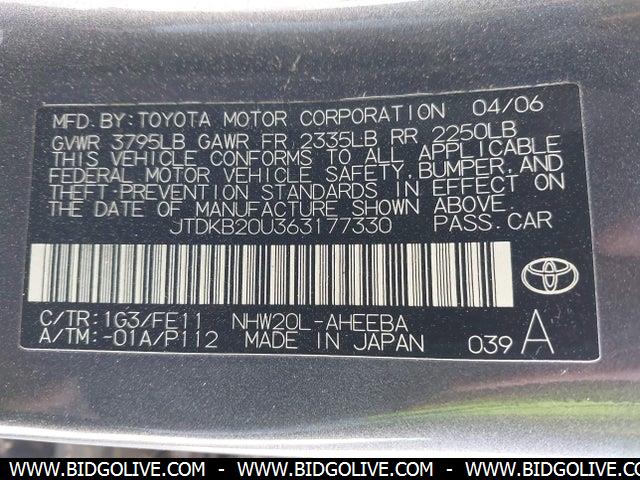 MFD.BY:TOYOTA MOTOR CORPORATION 04/06
GVWR 3795LB GAWR FR 2335LB RR 2250LB
THIS VEHICLE CONFORMS TO ALL APPLICABLE
FEDERAL MOTOR VEHICLE SAFETY,BUMPER,AND
THEFT-PREVENTION STANDARDS IN EFFECT ON
THE DATE OF MANUFACTURE SHOWN ABOVE.
JTDKB20U363177330 PASS.CAR
C/TR:1G3/FE11 NHW20L-AHEEBA
A/TM:-01A/P112 MADE IN JAPAN 039 A
WWW.BIDGOLIVE.COM - WWW.BIDGOLIVE.COM - WWW.BIDGOLIVE.COM